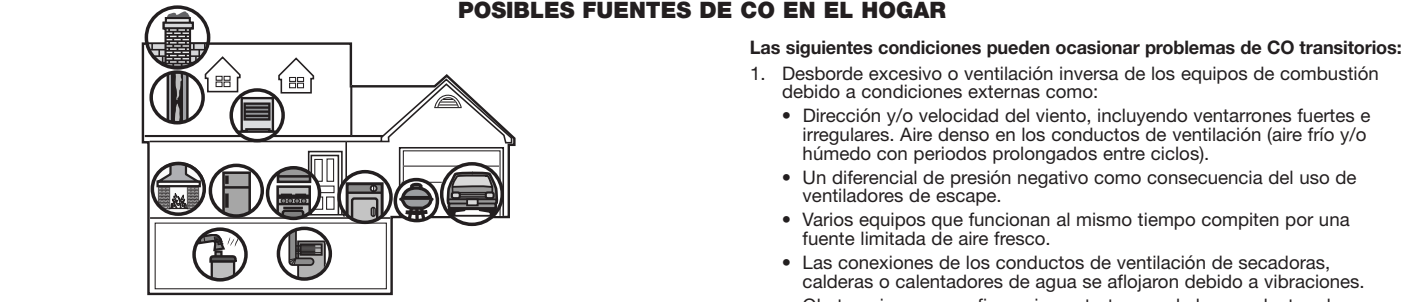 POSIBLES FUENTES DE CO EN EL HOGAR
Las siguientes condiciones pueden ocasionar problemas de CO transitorios:
1. Desborde excesivo o ventilación inversa de los equipos de combustión
debido a condiciones externas como:
• Dirección y/o velocidad del viento, incluyendo ventarrones fuertes e
irregulares. Aire denso en los conductos de ventilación (aire frío y/o
húmedo con periodos prolongados entre ciclos).
• Un diferencial de presión negativo como consecuencia del uso de
ventiladores de escape.
• Varios equipos que funcionan al mismo tiempo compiten por una
fuente limitada de aire fresco.
• Las conexiones de los conductos de ventilación de secadoras,
calderas o calentadores de agua se aflojaron debido a vibraciones.